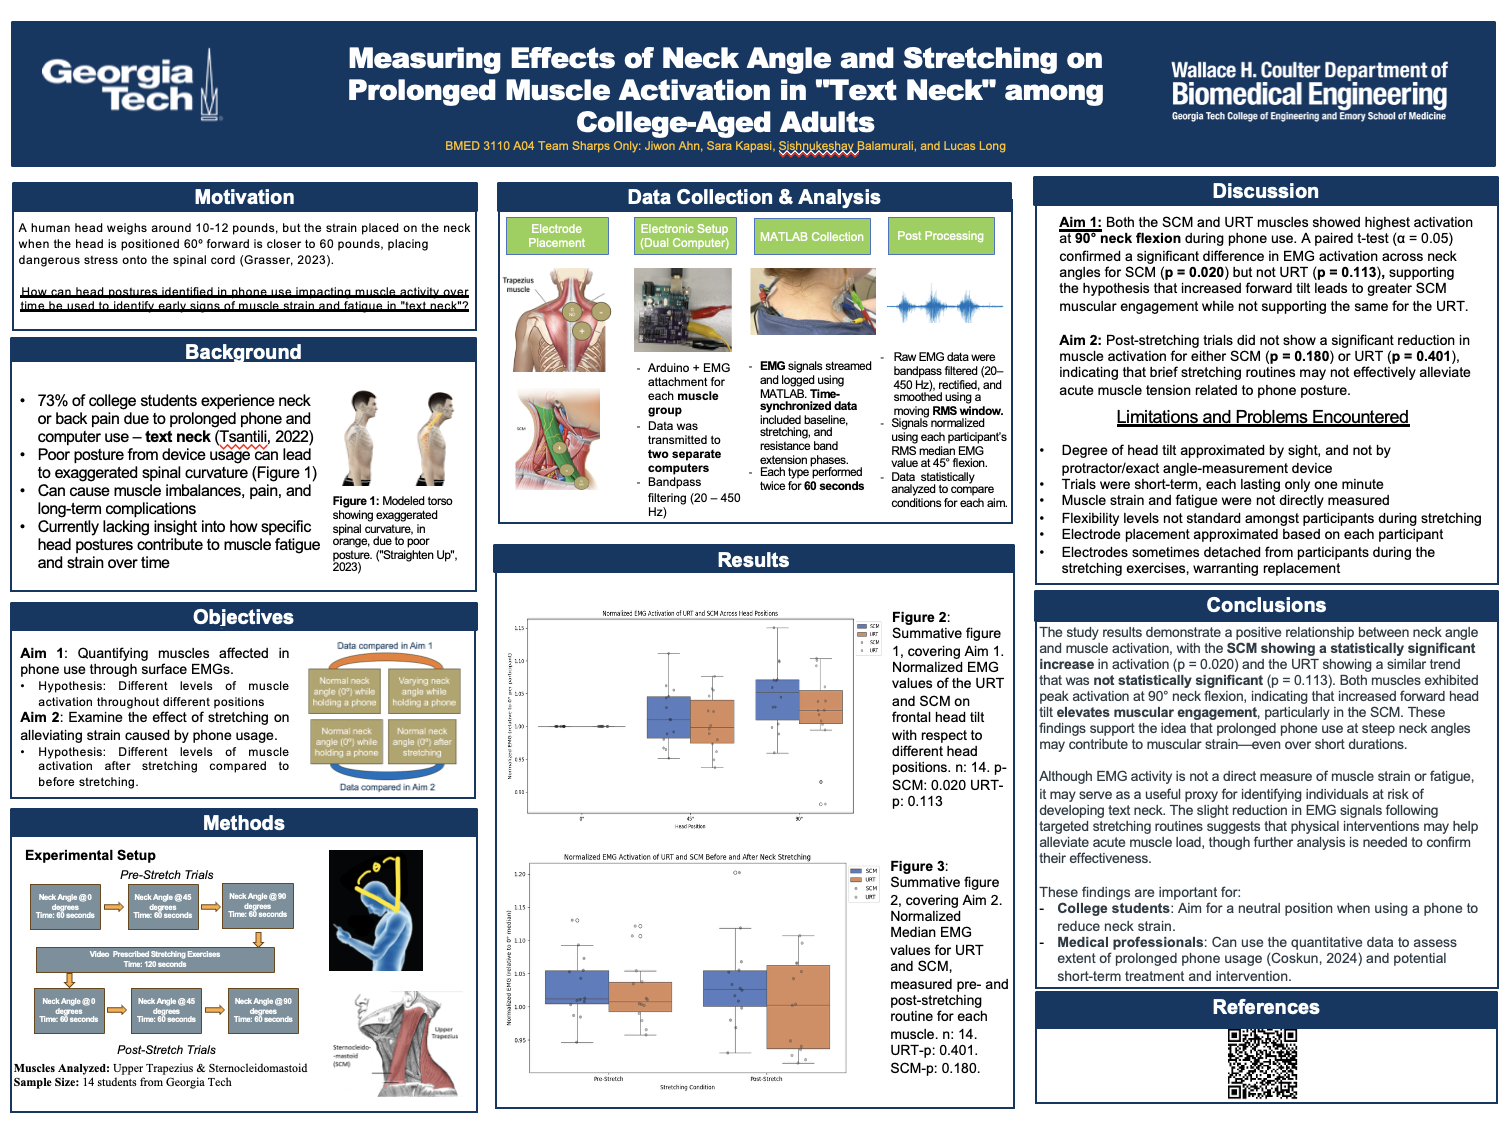 Georgia Tech
Measuring Effects of Neck Angle and Stretching on
Prolonged Muscle Activation in "Text Neck" among
College-Aged Adults
BMED 3110 A04 Team Sharps Only: Jiwon Ahn, Sara Kapasi, Sishnukeshav Balamurali, and Lucas Long
Wallace H. Coulter Department of
Biomedical Engineering
Georgia Tech College of Engineering and Emory School of Medicine
Motivation
A human head weighs around 10-12 pounds, but the strain placed on the neck
when the head is positioned 60º forward is closer to 60 pounds, placing
dangerous stress onto the spinal cord (Grasser, 2023).
How can head postures identified in phone use impacting muscle activity over
time be used to identify early signs of muscle strain and fatigue in "text neck"?
Background
• 73% of college students experience neck
or back pain due to prolonged phone and
computer use – text neck (Tsantili, 2022)
• Poor posture from device usage can lead
to exaggerated spinal curvature (Figure 1)
• Can cause muscle imbalances, pain, and
long-term complications
• Currently lacking insight into how specific
head postures contribute to muscle fatigue
and strain over time
Figure 1: Modeled torso
showing exaggerated
spinal curvature, in
orange, due to poor
posture. ("Straighten Up",
2023)
Objectives
Aim 1: Quantifying muscles affected in
phone use through surface EMGs.
• Hypothesis: Different levels of muscle
activation throughout different positions
Aim 2: Examine the effect of stretching on
alleviating strain caused by phone usage.
• Hypothesis: Different levels of muscle
activation after stretching compared to
before stretching.
Data compared in Aim 1
Normal neck
angle (0º) while
holding a phone
Varying neck
angle while
holding a phone
Normal neck
angle (0º) while
holding a phone
Normal neck
angle (0º) after
stretching
Data compared in Aim 2
Methods
Experimental Setup
Pre-Stretch Trials
Neck Angle @ 0
degrees
Time: 60 seconds
Neck Angle @ 45
degrees
Time: 60 seconds
Neck Angle @ 90
degrees
Time: 60 seconds
Video Prescribed Stretching Exercises
Time: 120 seconds
Neck Angle @ 0
degrees
Time: 60 seconds
Neck Angle @ 45
degrees
Time: 60 seconds
Neck Angle @ 90
degrees
Time: 60 seconds
Post-Stretch Trials
Muscles Analyzed: Upper Trapezius & Sternocleidomastoid
Sample Size: 14 students from Georgia Tech
θ
Upper
Trapezius
Sternocleido-
mastoid
(SCM)
Data Collection & Analysis
Electrode
Placement
Electronic Setup
(Dual Computer)
MATLAB Collection
Post Processing
Trapezius
muscle
SCM
- Arduino + EMG
attachment for
each muscle
group
- Data was
transmitted to
two separate
computers
- Bandpass
filtering (20 – 450
Hz)
- EMG signals streamed
and logged using
MATLAB. Time-
synchronized data
included baseline,
stretching, and
resistance band
extension phases.
- Each type performed
twice for 60 seconds
- Raw EMG data were
bandpass filtered (20–
450 Hz), rectified, and
smoothed using a
moving RMS window.
- Signals normalized
using each participant's
RMS median EMG
value at 45° flexion.
- Data statistically
analyzed to compare
conditions for each aim.
Results
Normalized EMG Activation of URT and SCM Across Head Positions
Normalized EMG (relative to 0° per participant)
1.15
1.10
1.05
1.00
0.95
0.90
0°
45°
90°
Head Position
SCM
URT
SCM
URT
Figure 2:
Summative figure
1, covering Aim 1.
Normalized EMG
values of the URT
and SCM on
frontal head tilt
with respect to
different head
positions. n: 14. p-
SCM: 0.020 URT-
p: 0.113
Normalized EMG Activation of URT and SCM Before and After Neck Stretching
Normalized EMG (relative to 0° median)
1.20
1.15
1.10
1.05
1.00
0.95
Pre-Stretch
Post-Stretch
Stretching Condition
SCM
URT
SCM
URT
Figure 3:
Summative figure
2, covering Aim 2.
Normalized
Median EMG
values for URT
and SCM,
measured pre- and
post-stretching
routine for each
muscle. n: 14.
URT-p: 0.401.
SCM-p: 0.180.
Discussion
Aim 1: Both the SCM and URT muscles showed highest activation
at 90° neck flexion during phone use. A paired t-test (α = 0.05)
confirmed a significant difference in EMG activation across neck
angles for SCM (p = 0.020) but not URT (p = 0.113), supporting
the hypothesis that increased forward tilt leads to greater SCM
muscular engagement while not supporting the same for the URT.
Aim 2: Post-stretching trials did not show a significant reduction in
muscle activation for either SCM (p = 0.180) or URT (p = 0.401),
indicating that brief stretching routines may not effectively alleviate
acute muscle tension related to phone posture.
Limitations and Problems Encountered
• Degree of head tilt approximated by sight, and not by
protractor/exact angle-measurement device
• Trials were short-term, each lasting only one minute
• Muscle strain and fatigue were not directly measured
• Flexibility levels not standard amongst participants during stretching
• Electrode placement approximated based on each participant
• Electrodes sometimes detached from participants during the
stretching exercises, warranting replacement
Conclusions
The study results demonstrate a positive relationship between neck angle
and muscle activation, with the SCM showing a statistically significant
increase in activation (p = 0.020) and the URT showing a similar trend
that was not statistically significant (p = 0.113). Both muscles exhibited
peak activation at 90° neck flexion, indicating that increased forward head
tilt elevates muscular engagement, particularly in the SCM. These
findings support the idea that prolonged phone use at steep neck angles
may contribute to muscular strain—even over short durations.
Although EMG activity is not a direct measure of muscle strain or fatigue,
it may serve as a useful proxy for identifying individuals at risk of
developing text neck. The slight reduction in EMG signals following
targeted stretching routines suggests that physical interventions may help
alleviate acute muscle load, though further analysis is needed to confirm
their effectiveness.
These findings are important for:
- College students: Aim for a neutral position when using a phone to
reduce neck strain.
- Medical professionals: Can use the quantitative data to assess
extent of prolonged phone usage (Coskun, 2024) and potential
short-term treatment and intervention.
References